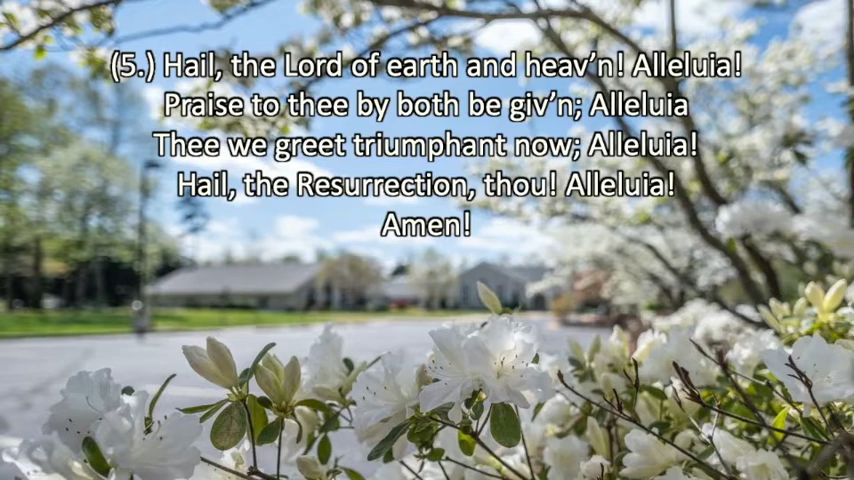 (5.) Hail, the Lord of earth and heav’n! Alleluia!
Praise to thee by both be giv’n; Alleluia
Thee we greet triumphant now; Alleluia!
Hail, the Resurrection, thou! Alleluia!
Amen!